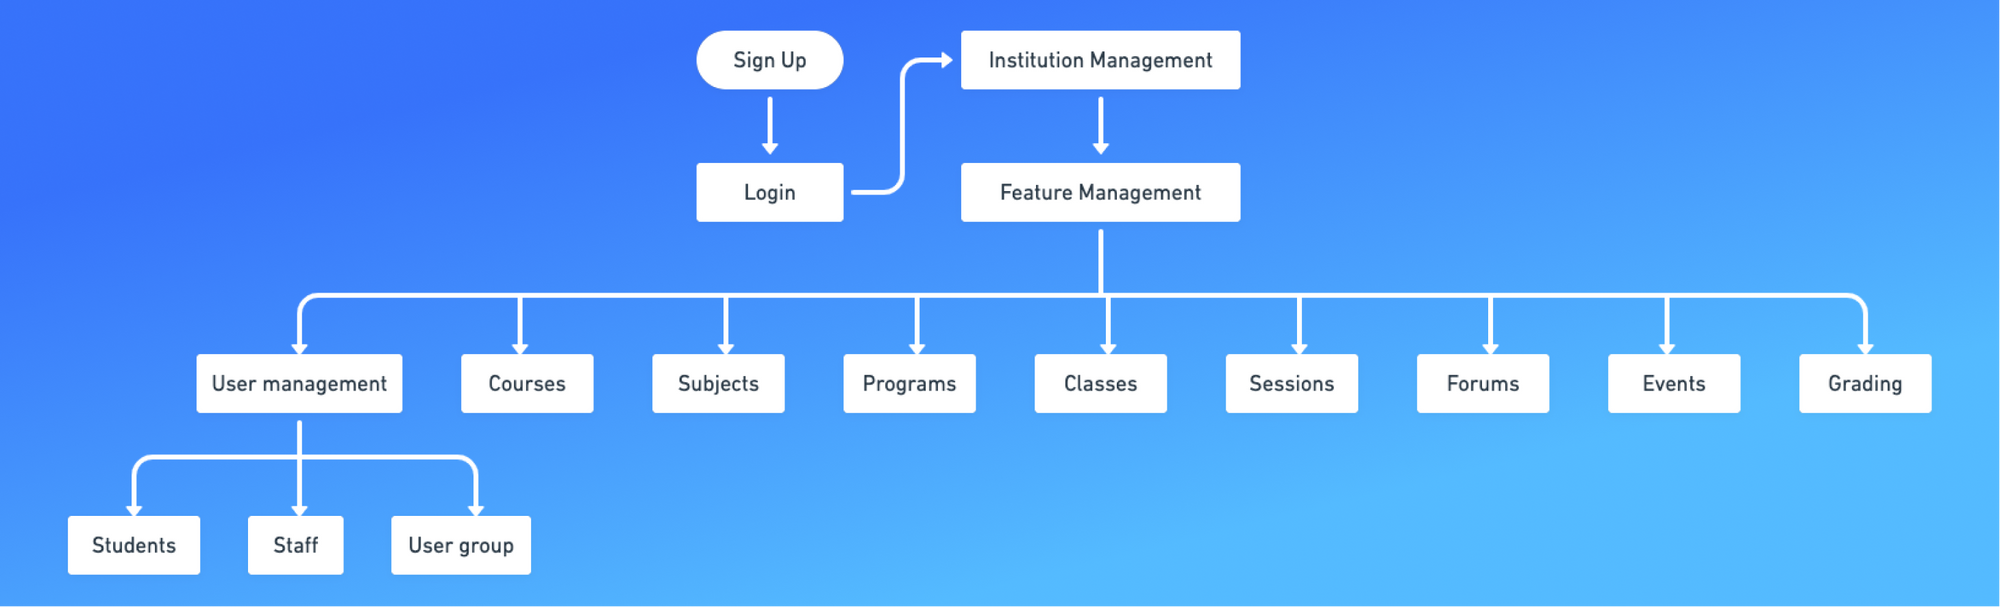 Sign Up
Institution Management
Login
Feature Management
User management
Courses
Subjects
Programs
Classes
Sessions
Forums
Events
Grading
Students
Staff
User group